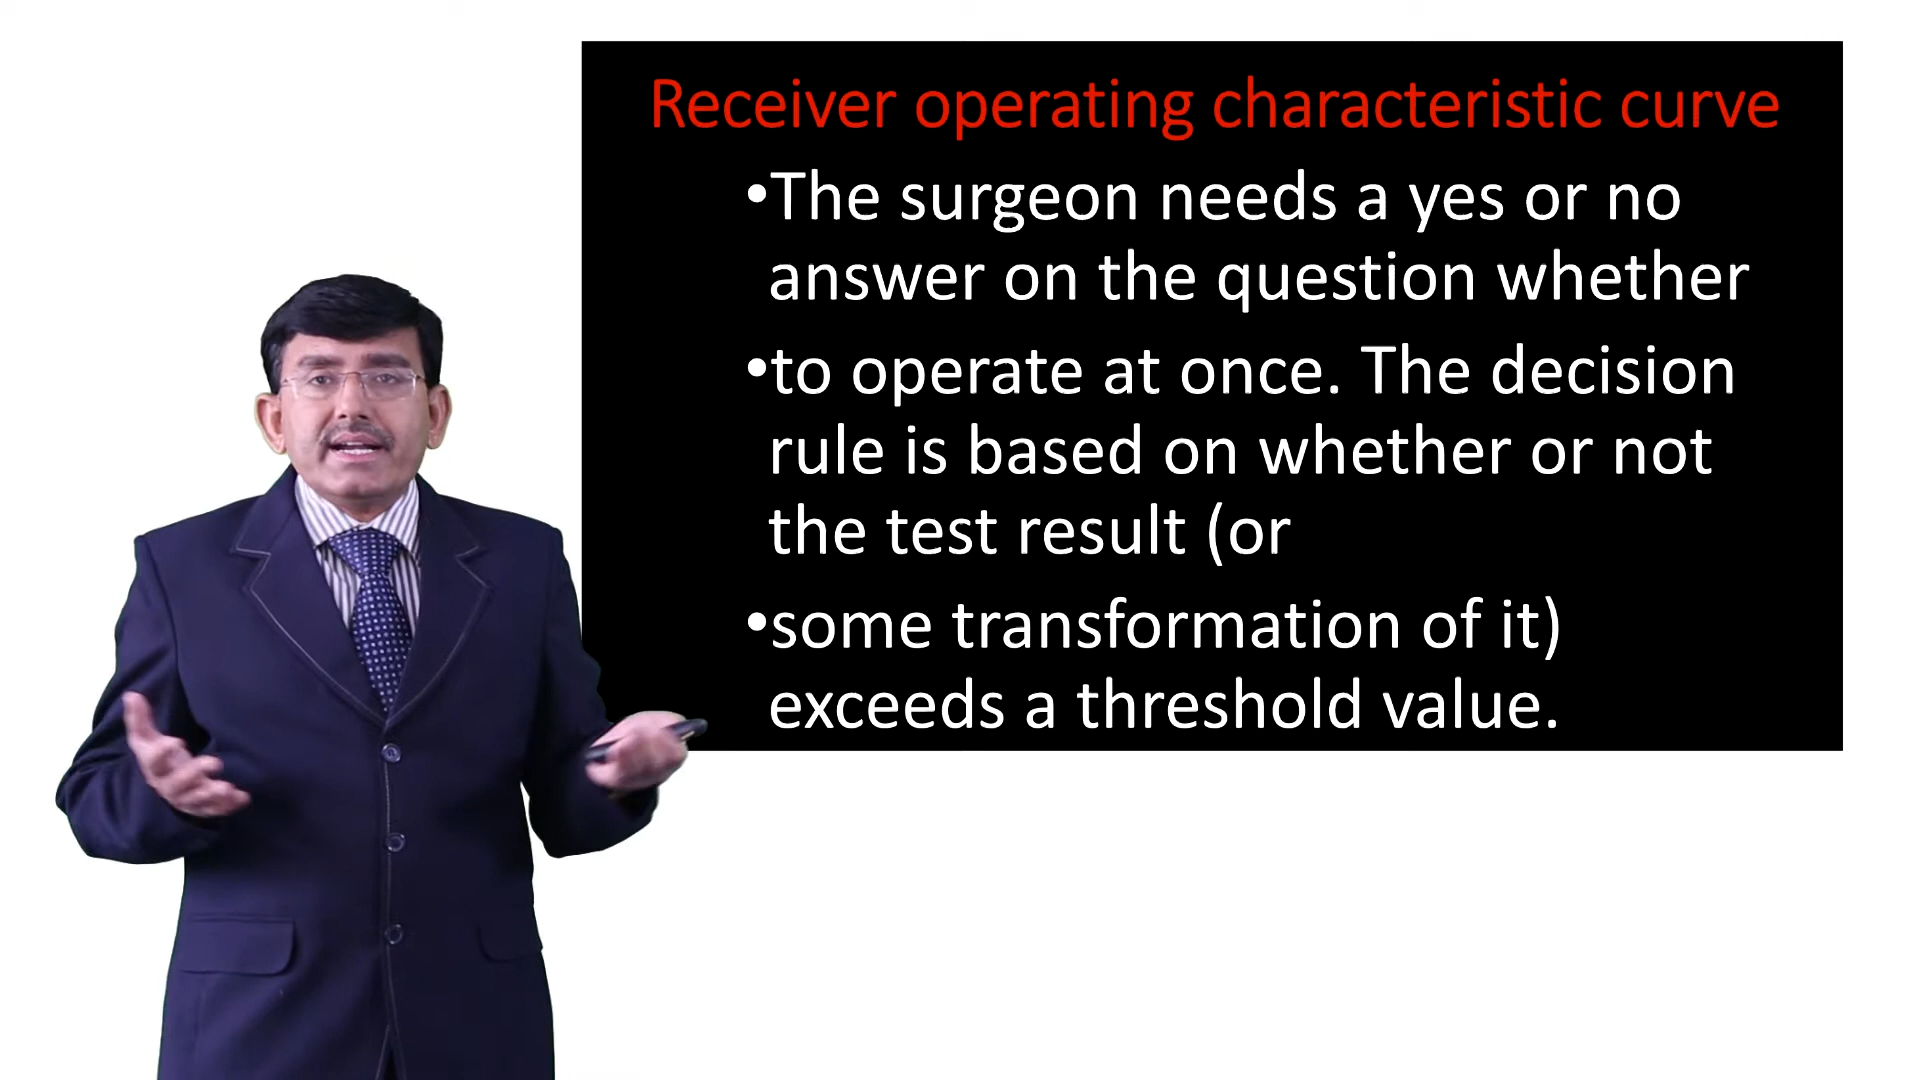 Receiver operating characteristic curve
•The surgeon needs a yes or no
answer on the question whether
•to operate at once. The decision
rule is based on whether or not
the test result (or
•some transformation of it)
exceeds a threshold value.